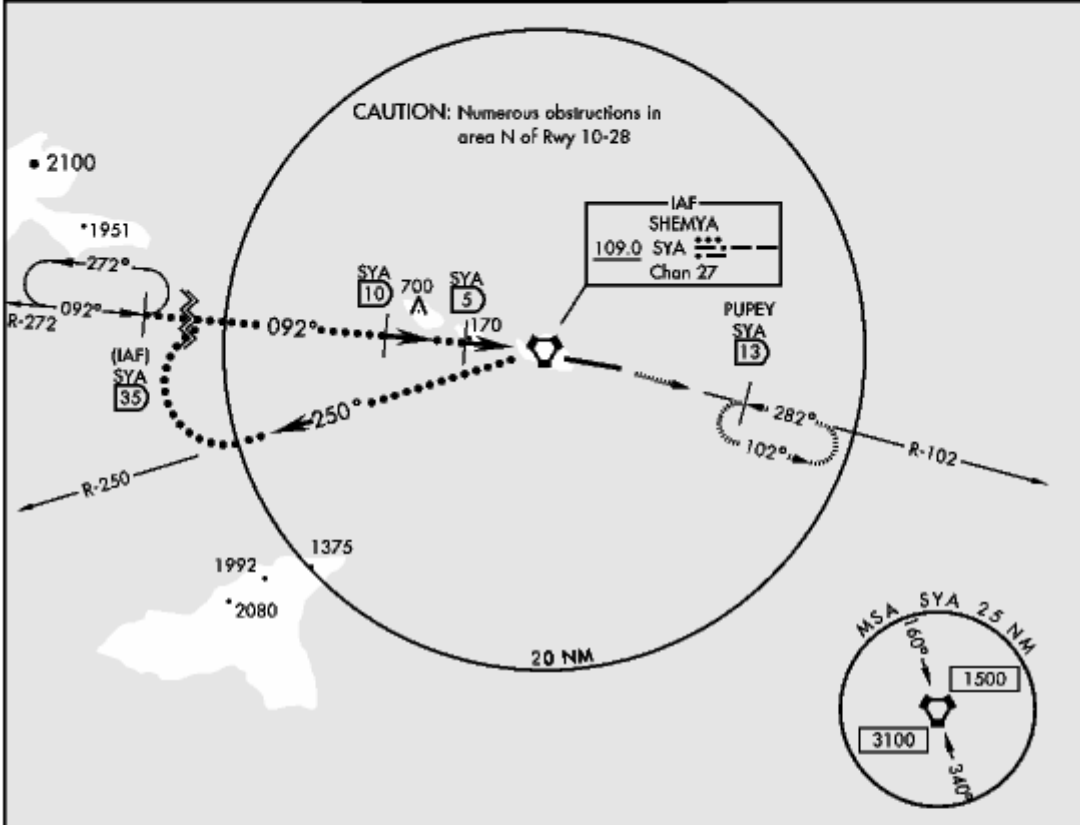 CAUTION: Numerous obstructions in
area N of Rwy 10-28
2100
1951
272°
092°
R-272
(IAF)
SYA
35
092°
SYA
10
700
SYA
5
170
IAF
SHEMYA
109.0 SYA
Chan 27
PUPEY
SYA
13
282°
102°
R-102
250°
R-250
1375
1992
2080
20 NM
MSA SYA 25 NM
160°
1500
3100
340°